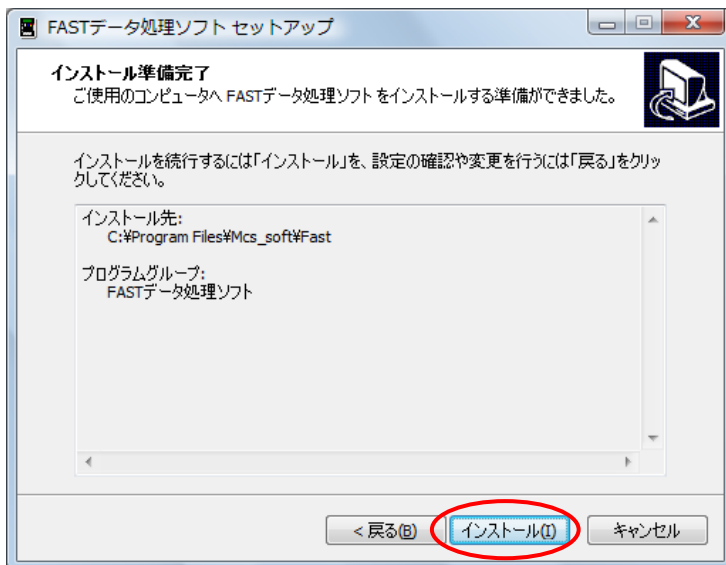 FASTデータ処理ソフト セットアップ
インストール準備完了
ご使用のコンピュータへ FASTデータ処理ソフト をインストールする準備ができました。
インストールを続行するには「インストール」を、設定の確認や変更を行うには「戻る」をクリッ
クしてください。
インストール先:
C:¥Program Files¥Mcs_soft¥Fast
プログラムグループ:
FASTデータ処理ソフト
< 戻る(B) インストール(I) キャンセル